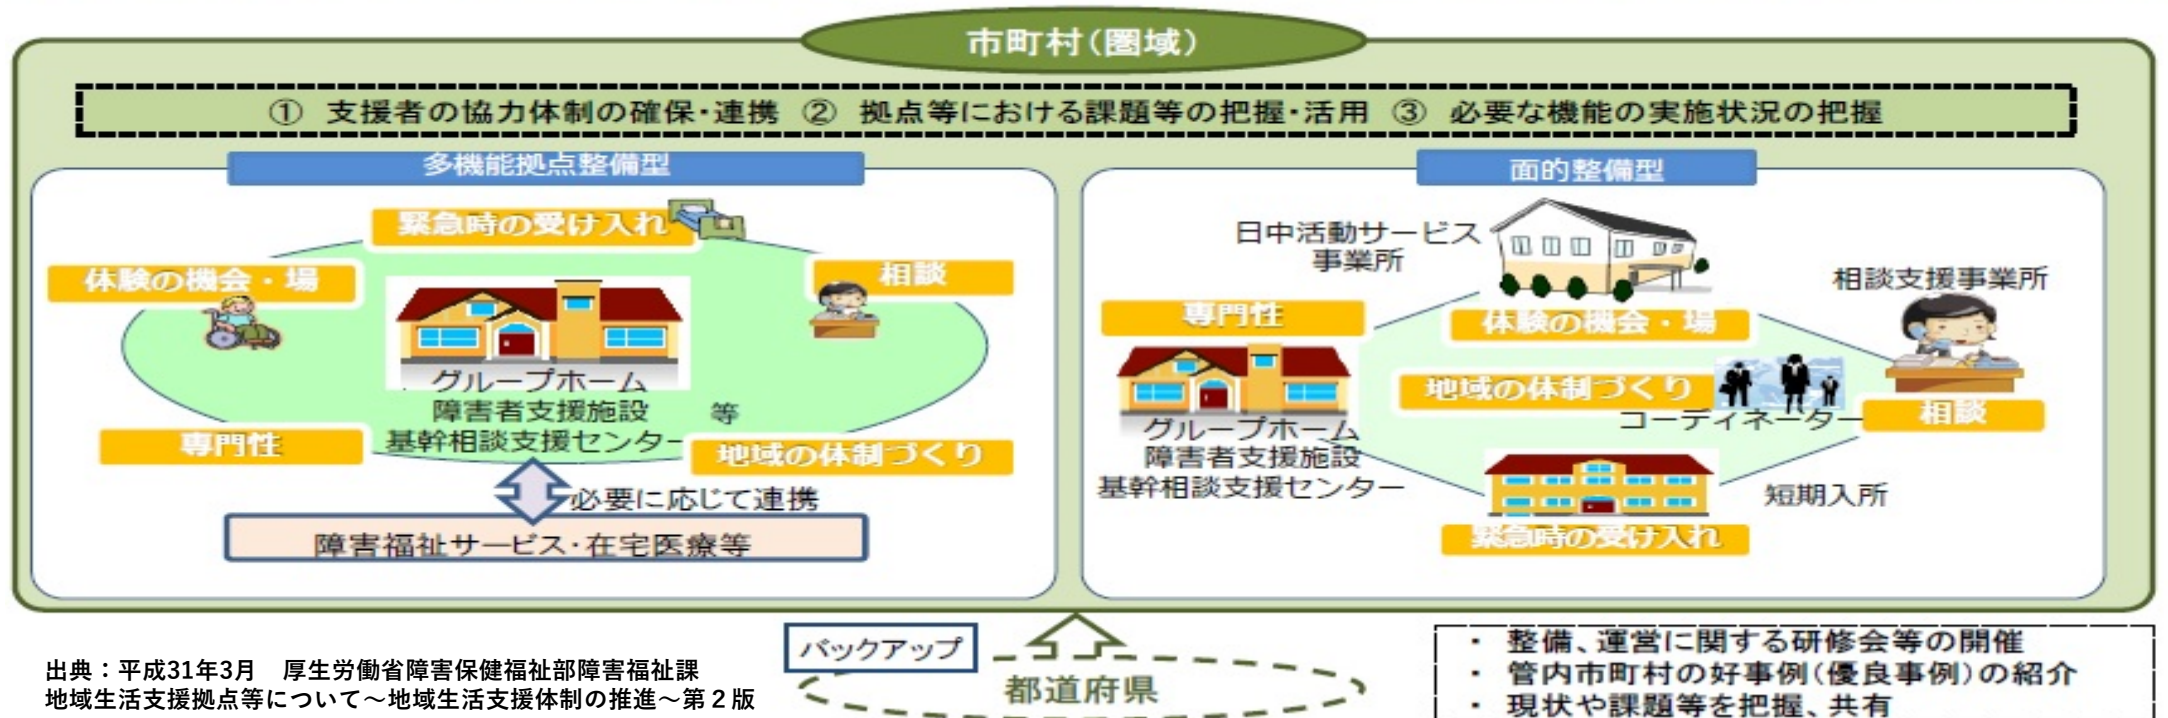 市町村（圏域）
① 支援者の協力体制の確保・連携 ② 拠点等における課題等の把握・活用 ③ 必要な機能の実施状況の把握
多機能拠点整備型
緊急時の受け入れ
体験の機会・場
相談
グループホーム
障害者支援施設 等
基幹相談支援センター
専門性
地域の体制づくり
必要に応じて連携
障害福祉サービス・在宅医療等
面的整備型
日中活動サービス
事業所
相談支援事業所
専門性
体験の機会・場
地域の体制づくり
コーディネーター
相談
グループホーム
障害者支援施設
基幹相談支援センター
短期入所
緊急時の受け入れ
バックアップ
都道府県
・ 整備、運営に関する研修会等の開催
・ 管内市町村の好事例（優良事例）の紹介
・ 現状や課題等を把握、共有
出典：平成31年3月 厚生労働省障害保健福祉部障害福祉課
地域生活支援拠点等について～地域生活支援体制の推進～第２版